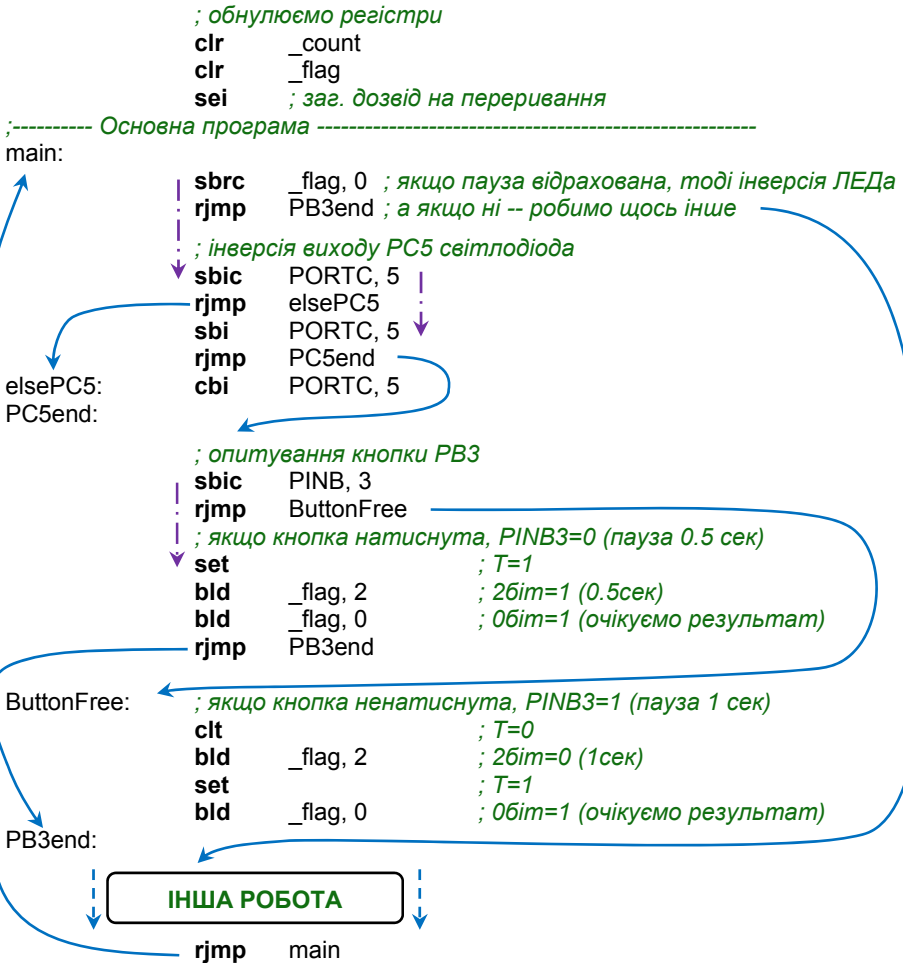 ; обнулюємо регістри
clr _count
clr _flag
sei ; заг. дозвід на переривання
;---------- Основна програма -------------------------------------------------------
main:
sbrc _flag, 0 ; якщо пауза відрахована, тоді інверсія ЛЕДа
rjmp PB3end ; а якщо ні -- робимо щось інше
; інверсія виходу PC5 світлодіода
sbic PORTC, 5
rjmp elsePC5
sbi PORTC, 5
rjmp PC5end
elsePC5: cbi PORTC, 5
PC5end:
; опитування кнопки PB3
sbic PINB, 3
rjmp ButtonFree
; якщо кнопка натиснута, PINB3=0 (пауза 0.5 сек)
set ; T=1
bld _flag, 2 ; 2біт=1 (0.5сек)
bld _flag, 0 ; 0біт=1 (очікуємо результат)
rjmp PB3end
ButtonFree: ; якщо кнопка ненатиснута, PINB3=1 (пауза 1 сек)
clt ; T=0
bld _flag, 2 ; 2біт=0 (1сек)
set ; T=1
bld _flag, 0 ; 0біт=1 (очікуємо результат)
PB3end:
ІНША РОБОТА
rjmp main